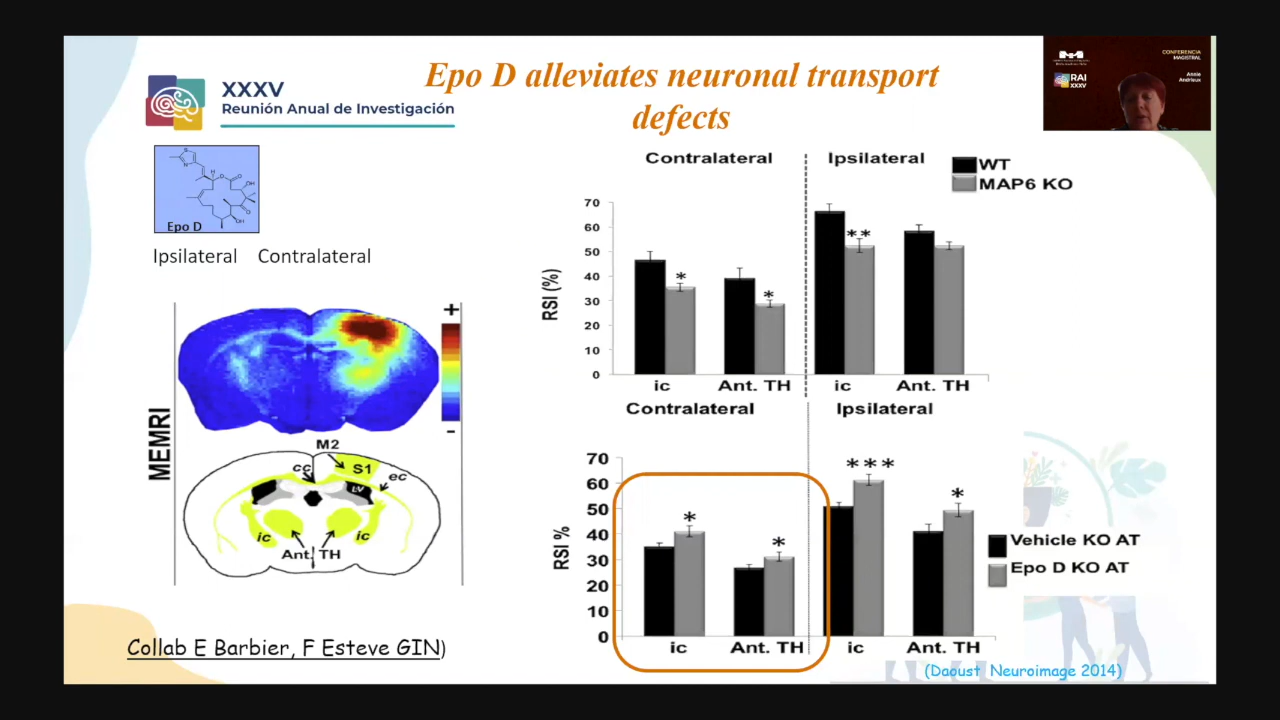 Epo D alleviates neuronal transport
defects
XXXV
Reunión Anual de Investigación
CONFERENCIA
MAGISTRAL
RAI
XXXV
Annie
Andrieux
Epo D
Ipsilateral Contralateral
MEMRI
+
-
M2
S1
cc
ec
LV
ic
ic
Ant. TH
Collab E Barbier, F Esteve GIN)
Contralateral Ipsilateral
WT
MAP6 KO
RSI (%)
70
60
50
40
30
20
10
0
* * **
ic Ant. TH ic Ant. TH
Contralateral Ipsilateral
RSI %
70
60
50
40
30
20
10
0
* * *** *
ic Ant. TH ic Ant. TH
Vehicle KO AT
Epo D KO AT
(Daoust Neuroimage 2014)